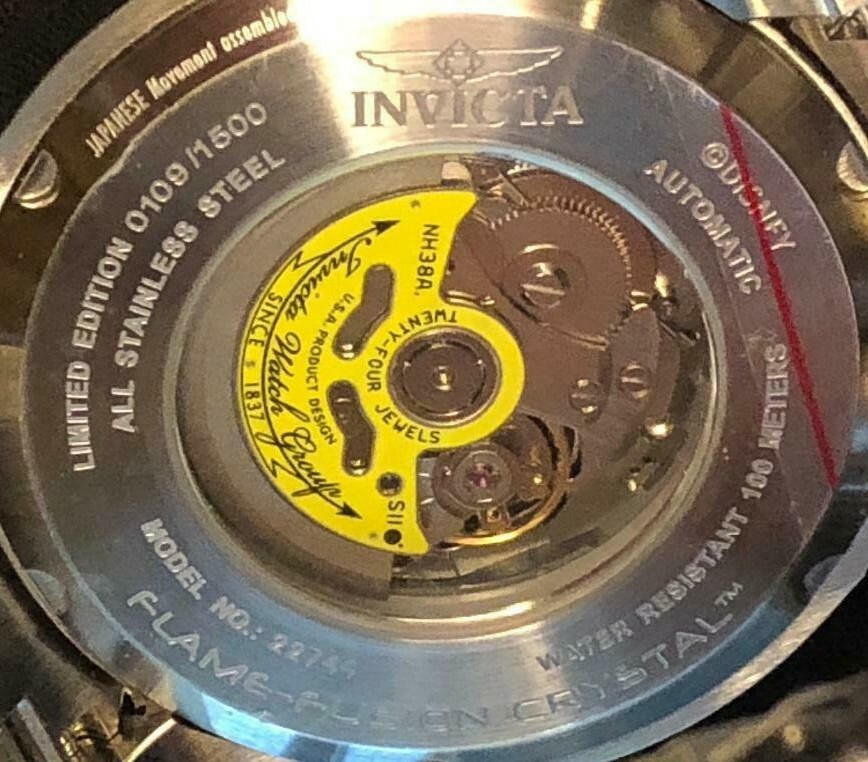 INVICTA
JAPANESE Movement assembled
LIMITED EDITION 0109/1500
ALL STAINLESS STEEL
©DISNEY
AUTOMATIC
WATER RESISTANT 100 METERS
MODEL NO.:
FLAME-FUSION CRYSTAL™
NH38A.
TWENTY-FOUR JEWELS
Invicta Watch Group
SINCE 1837
U.S.A. PRODUCT DESIGN
SII